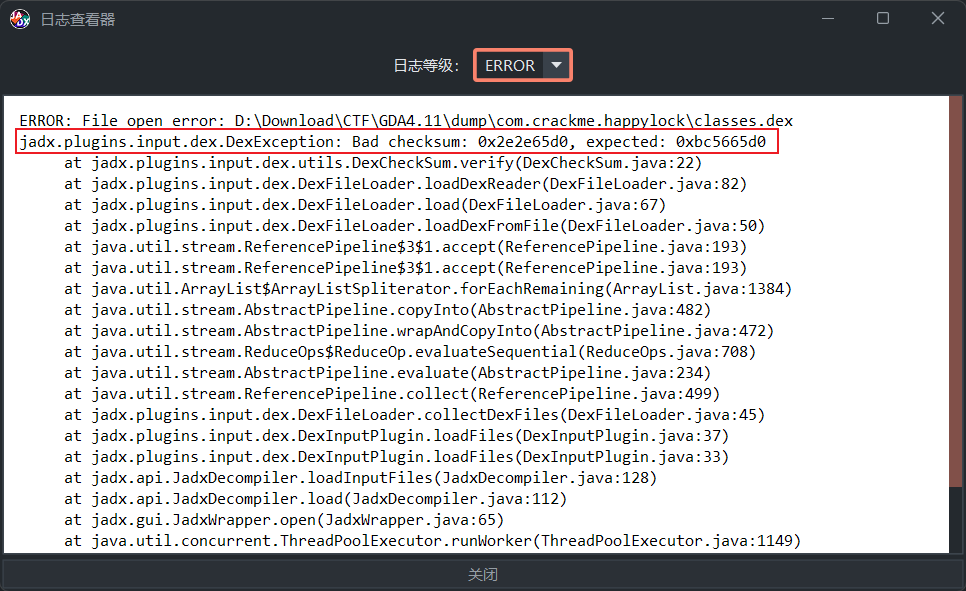 日志查看器
日志等级: ERROR
ERROR: File open error: D:\Download\CTF\GDA4.11\dump\com.crackme.happylock\classes.dex
jadx.plugins.input.dex.DexException: Bad checksum: 0x2e2e65d0, expected: 0xbc5665d0
at jadx.plugins.input.dex.utils.DexCheckSum.verify(DexCheckSum.java:22)
at jadx.plugins.input.dex.DexFileLoader.loadDexReader(DexFileLoader.java:82)
at jadx.plugins.input.dex.DexFileLoader.load(DexFileLoader.java:67)
at jadx.plugins.input.dex.DexFileLoader.loadDexFromFile(DexFileLoader.java:50)
at java.util.stream.ReferencePipeline$3$1.accept(ReferencePipeline.java:193)
at java.util.stream.ReferencePipeline$3$1.accept(ReferencePipeline.java:193)
at java.util.ArrayList$ArrayListSpliterator.forEachRemaining(ArrayList.java:1384)
at java.util.stream.AbstractPipeline.copyInto(AbstractPipeline.java:482)
at java.util.stream.AbstractPipeline.wrapAndCopyInto(AbstractPipeline.java:472)
at java.util.stream.ReduceOps$ReduceOp.evaluateSequential(ReduceOps.java:708)
at java.util.stream.AbstractPipeline.evaluate(AbstractPipeline.java:234)
at java.util.stream.ReferencePipeline.collect(ReferencePipeline.java:499)
at jadx.plugins.input.dex.DexFileLoader.collectDexFiles(DexFileLoader.java:45)
at jadx.plugins.input.dex.DexInputPlugin.loadFiles(DexInputPlugin.java:37)
at jadx.plugins.input.dex.DexInputPlugin.loadFiles(DexInputPlugin.java:33)
at jadx.api.JadxDecompiler.loadInputFiles(JadxDecompiler.java:128)
at jadx.api.JadxDecompiler.load(JadxDecompiler.java:112)
at jadx.gui.JadxWrapper.open(JadxWrapper.java:65)
at java.util.concurrent.ThreadPoolExecutor.runWorker(ThreadPoolExecutor.java:1149)
关闭